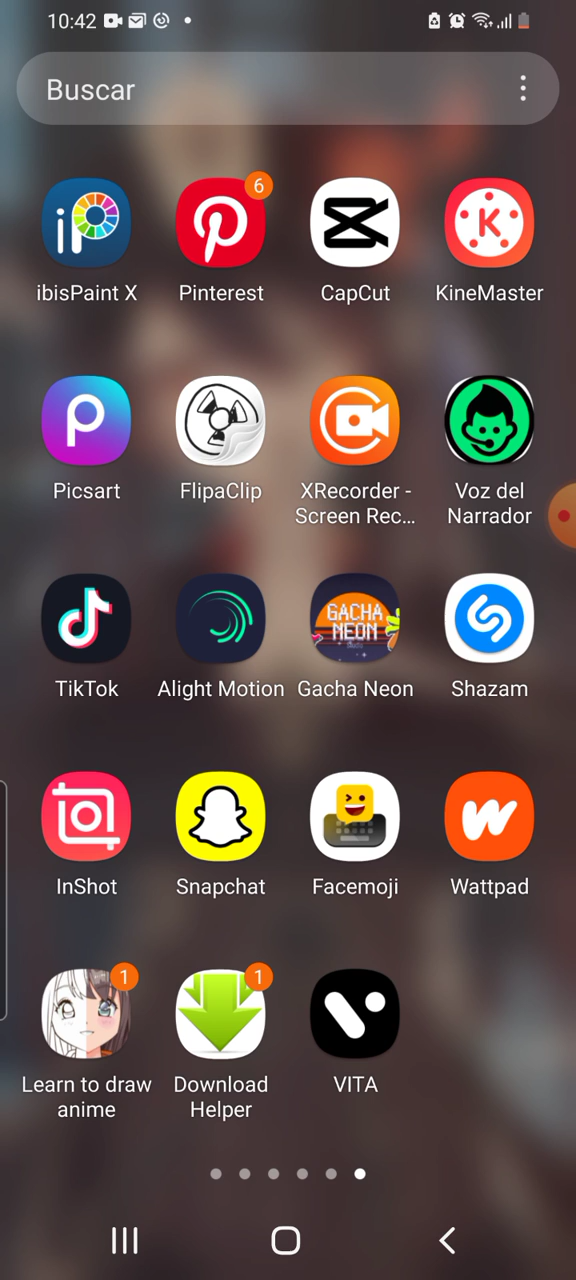 10:42
Buscar
6
ibisPaint X
Pinterest
CapCut
KineMaster
Picsart
FlipaClip
XRecorder -
Screen Rec...
Voz del
Narrador
TikTok
Alight Motion
GACHA
NEON
Gacha Neon
Shazam
InShot
Snapchat
Facemoji
Wattpad
1
1
Learn to draw
anime
Download
Helper
VITA